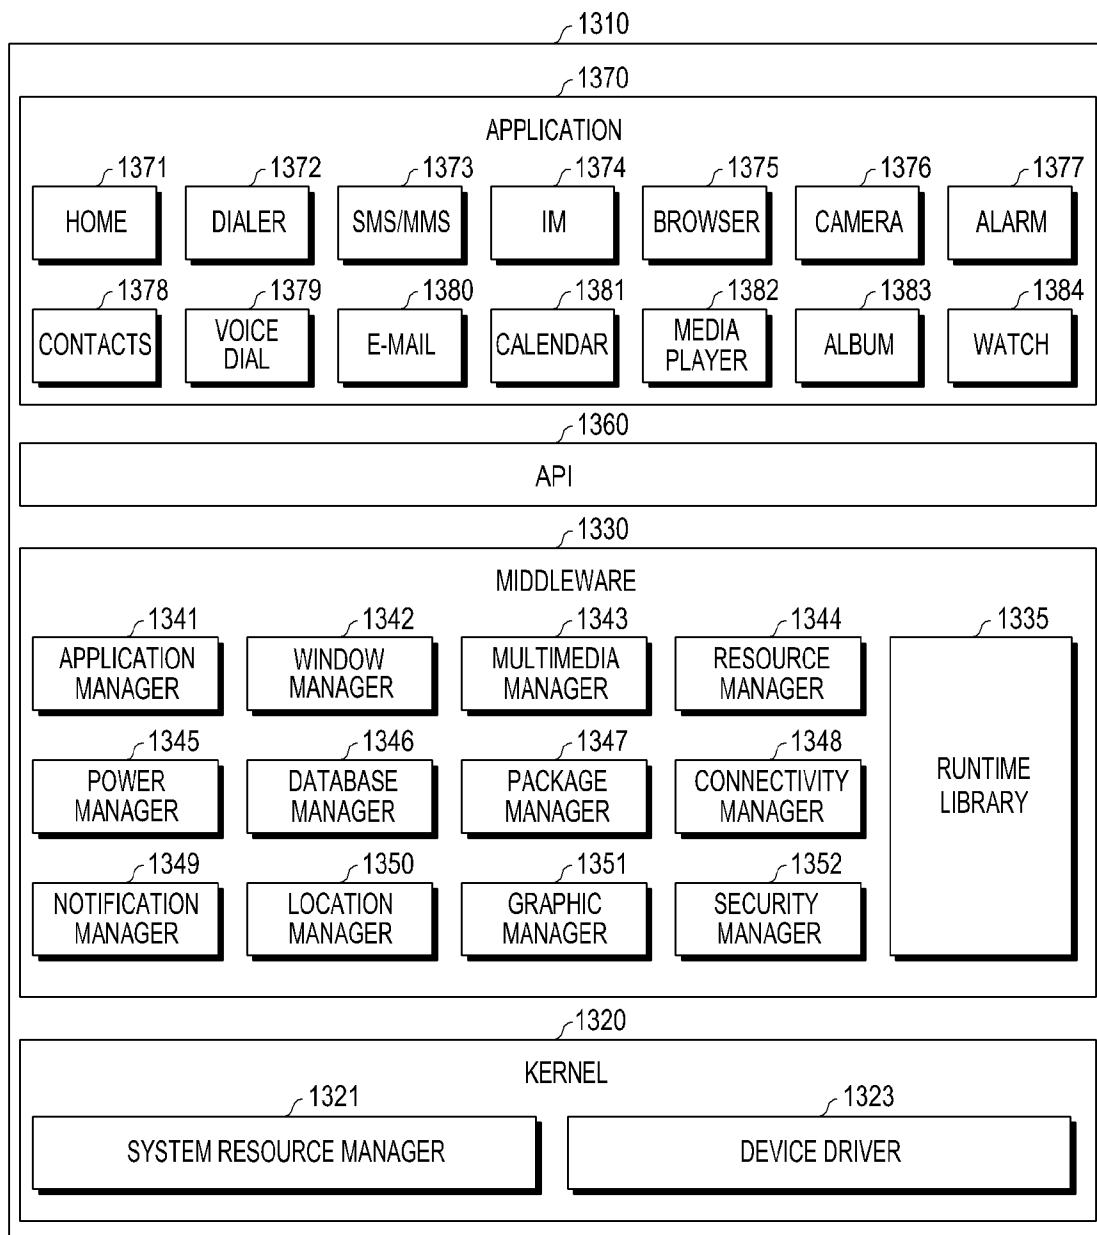 1310
1370
APPLICATION
1371 1372 1373 1374 1375 1376 1377
HOME DIALER SMS/MMS IM BROWSER CAMERA ALARM
1378 1379 1380 1381 1382 1383 1384
CONTACTS
VOICE
DIAL
E-MAIL
CALENDAR
MEDIA
PLAYER
ALBUM
WATCH
1360
API
1330
MIDDLEWARE
1341 1342 1343 1344 1335
APPLICATION
MANAGER
WINDOW
MANAGER
MULTIMEDIA
MANAGER
RESOURCE
MANAGER
RUNTIME
LIBRARY
1345 1346 1347 1348
POWER
MANAGER
DATABASE
MANAGER
PACKAGE
MANAGER
CONNECTIVITY
MANAGER
1349 1350 1351 1352
NOTIFICATION
MANAGER
LOCATION
MANAGER
GRAPHIC
MANAGER
SECURITY
MANAGER
1320
KERNEL
1321 1323
SYSTEM RESOURCE MANAGER
DEVICE DRIVER